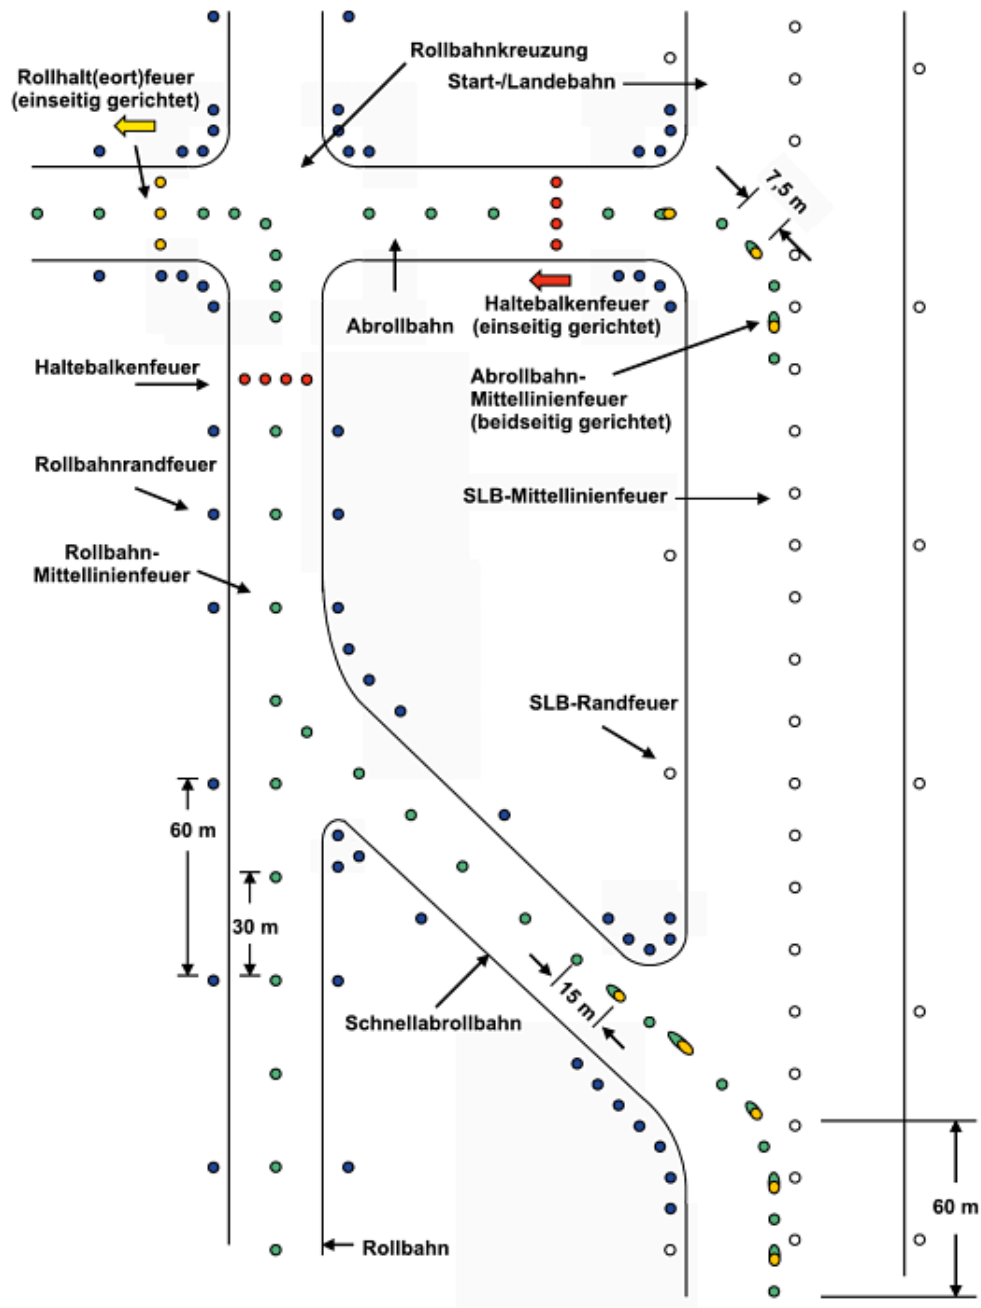 Rollbahnkreuzung
Rollhalt(eort)feuer
(einseitig gerichtet)
Start-/Landebahn
7,5 m
Haltebalkenfeuer
(einseitig gerichtet)
Abrollbahn
Haltebalkenfeuer
Abrollbahn-
Mittellinienfeuer
(beidseitig gerichtet)
Rollbahnrandfeuer
SLB-Mittellinienfeuer
Rollbahn-
Mittellinienfeuer
SLB-Randfeuer
60 m
30 m
15 m
Schnellabrollbahn
60 m
Rollbahn